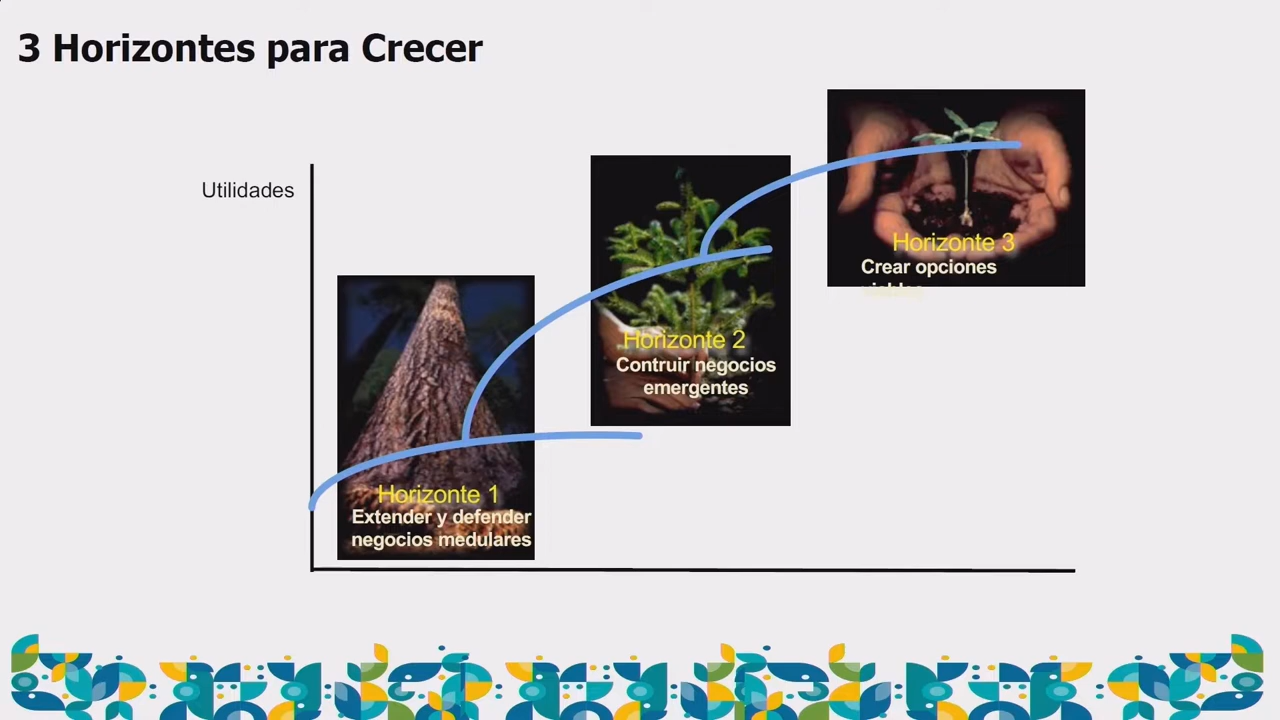 3 Horizontes para Crecer
Utilidades
Horizonte 1
Extender y defender
negocios medulares
Horizonte 2
Contruir negocios
emergentes
Horizonte 3
Crear opciones